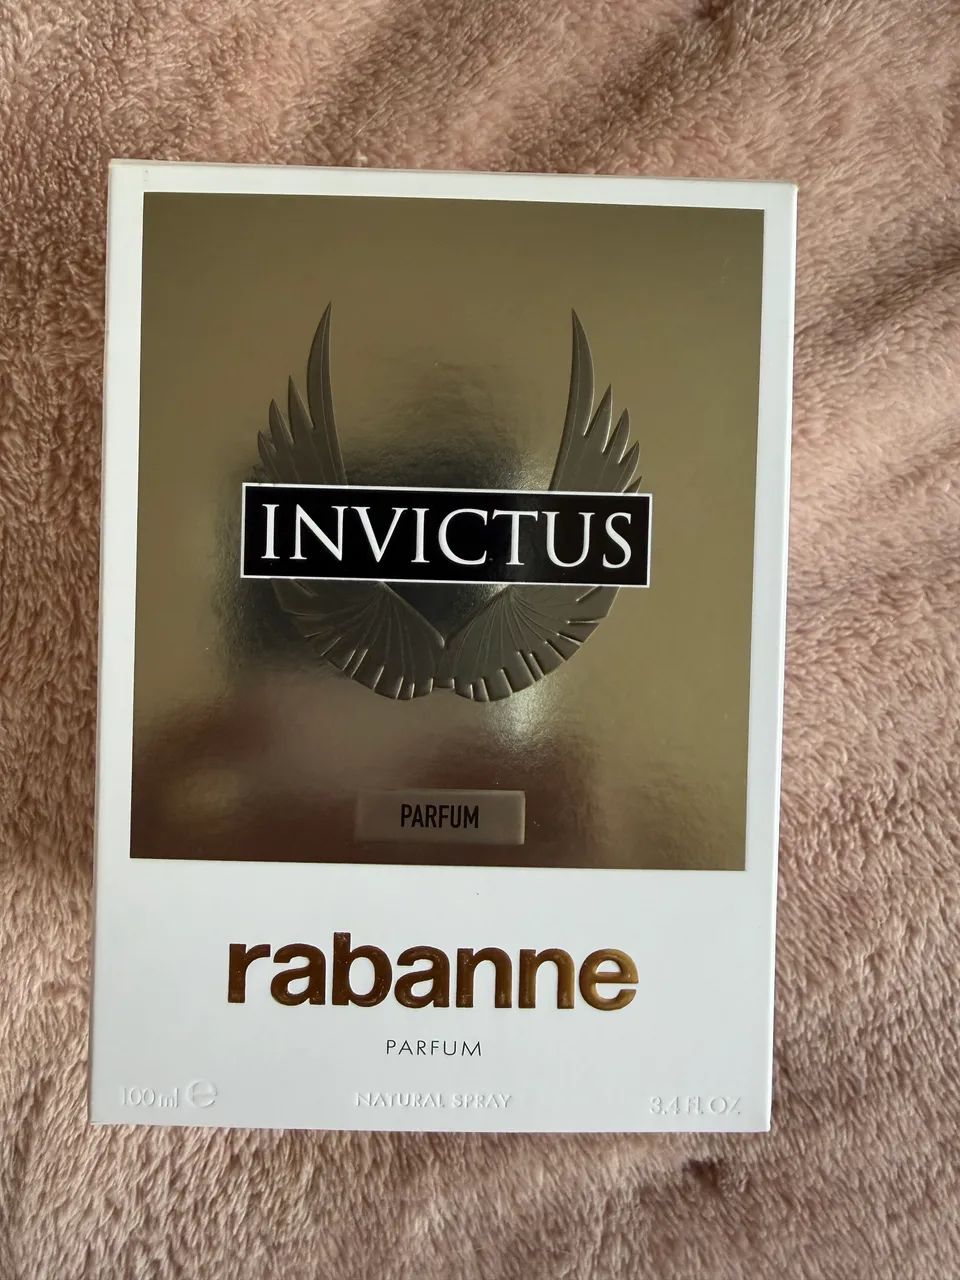 INVICTUS
PARFUM
rabanne
PARFUM
100 ml ℮ NATURAL SPRAY 3.4 Fl. OZ.